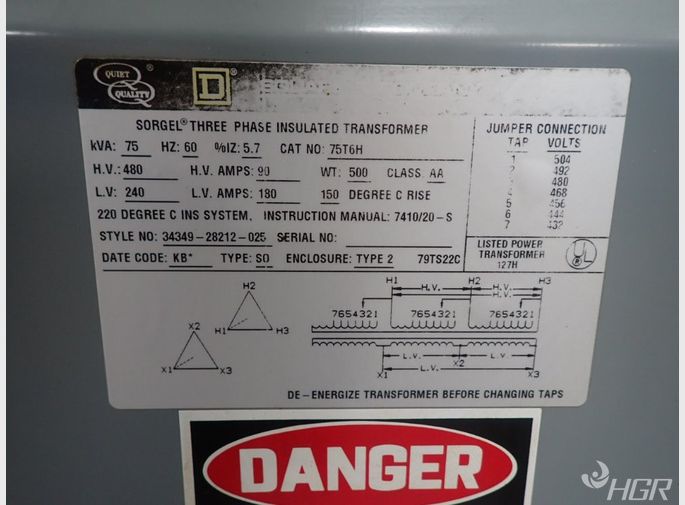 QUIET
QUALITY
D
SORGEL® THREE PHASE INSULATED TRANSFORMER
kVA: 75 HZ: 60 %IZ: 5.7 CAT NO: 75T6H
H.V.: 480 H.V. AMPS: 90 WT: 500 CLASS. AA
L.V: 240 L.V. AMPS: 180 150 DEGREE C RISE
220 DEGREE C INS SYSTEM, INSTRUCTION MANUAL: 7410/20-S
STYLE NO: 34349-28212-025 SERIAL NO:
DATE CODE: KB* TYPE: SO ENCLOSURE: TYPE 2 79TS22C
JUMPER CONNECTION
TAP VOLTS
1 504
2 492
3 480
4 468
5 456
6 444
7 432
LISTED POWER
TRANSFORMER
127H
UL
H2
H1 H3
X2
X1 X3
H1 H2 H3
H.V. H.V.
H.V.
7654321 7654321 7654321
L.V. L.V.
X2
L.V.
X1 X3
DE-ENERGIZE TRANSFORMER BEFORE CHANGING TAPS
DANGER
HGR